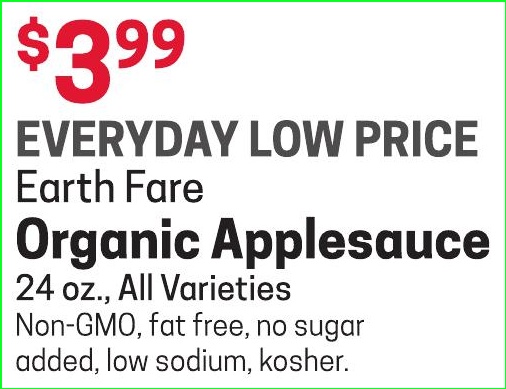 $3.99
EVERYDAY LOW PRICE
Earth Fare
Organic Applesauce
24 oz., All Varieties
Non-GMO, fat free, no sugar
added, low sodium, kosher.